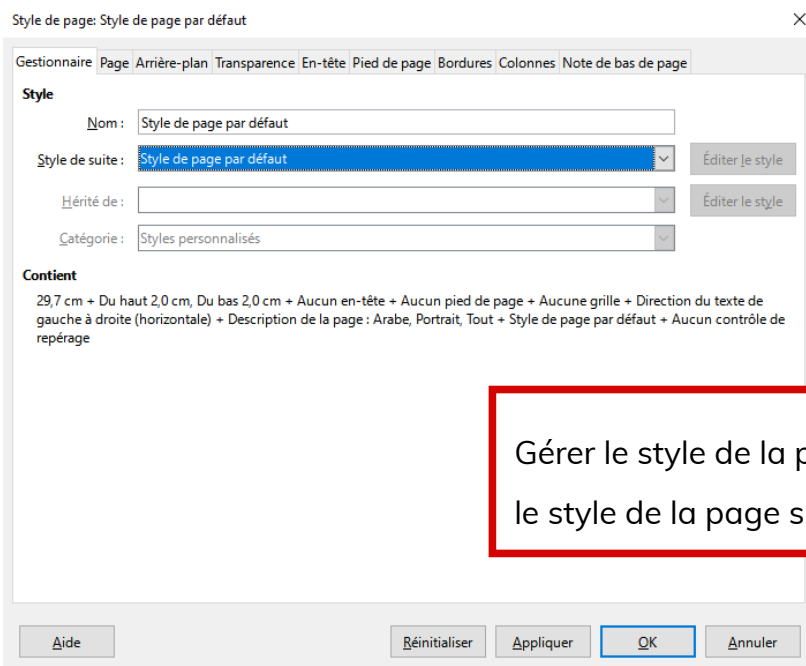 Style de page: Style de page par défaut
Gestionnaire Page Arrière-plan Transparence En-tête Pied de page Bordures Colonnes Note de bas de page
Style
Nom : Style de page par défaut
Style de suite : Style de page par défaut Éditer le style
Hérité de : Éditer le style
Catégorie : Styles personnalisés
Contient
29,7 cm + Du haut 2,0 cm, Du bas 2,0 cm + Aucun en-tête + Aucun pied de page + Aucune grille + Direction du texte de
gauche à droite (horizontale) + Description de la page : Arabe, Portrait, Tout + Style de page par défaut + Aucun contrôle de
repérage
Gérer le style de la
le style de la page
Aide Réinitialiser Appliquer OK Annuler